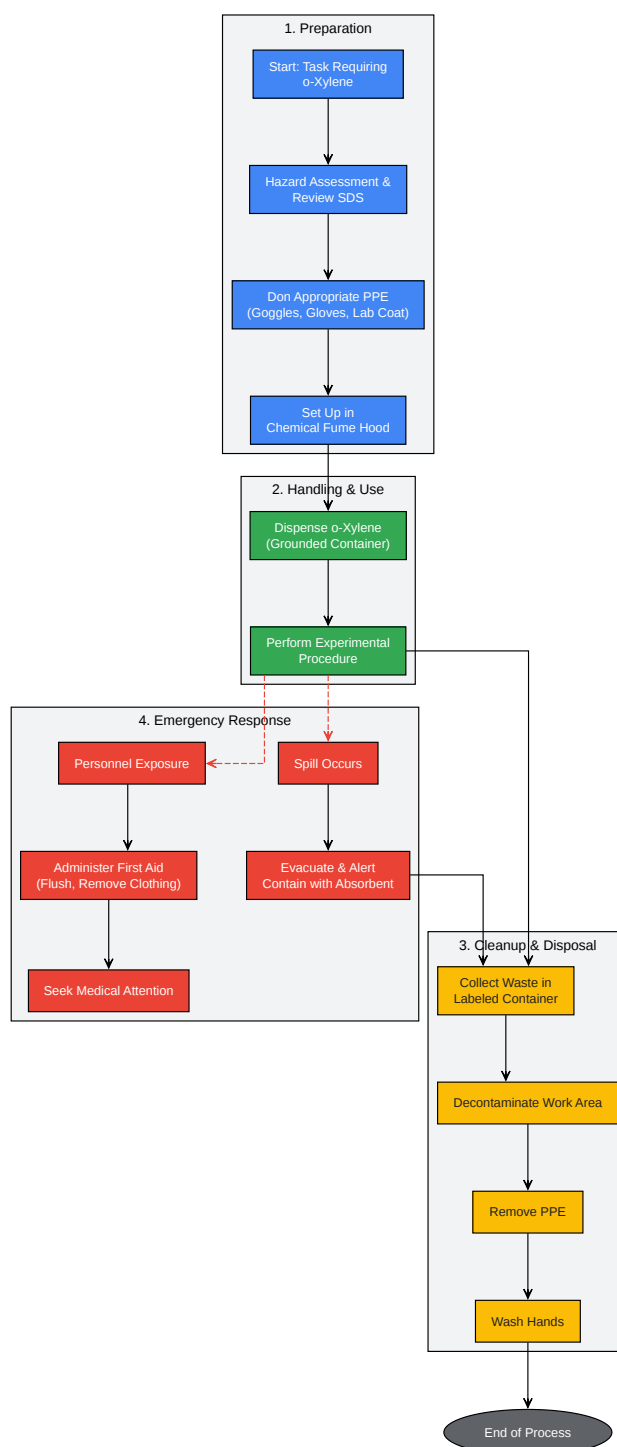 1. Preparation
Start: Task Requiring
o-Xylene
Hazard Assessment &
Review SDS
Don Appropriate PPE
(Goggles, Gloves, Lab Coat)
Set Up in
Chemical Fume Hood
2. Handling & Use
Dispense o-Xylene
(Grounded Container)
Perform Experimental
Procedure
4. Emergency Response
Personnel Exposure
Spill Occurs
Administer First Aid
(Flush, Remove Clothing)
Evacuate & Alert
Contain with Absorbent
Seek Medical Attention
3. Cleanup & Disposal
Collect Waste in
Labeled Container
Decontaminate Work Area
Remove PPE
Wash Hands
End of Process